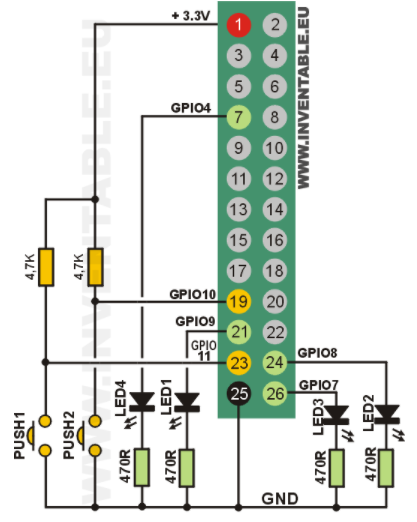 + 3.3V
1 2
3 4
5 6
GPIO4
7 8
9 10
11 12
13 14
15 16
17 18
4,7K
4,7K
GPIO10
19 20
GPIO9
21 22
GPIO
11
23 24
GPIO8
25 26
GPIO7
PUSH1
PUSH2
LED4
LED1
LED3
LED2
470R
470R
470R
470R
GND
WWW.INVENTABLE.EU
WWW.INVENTABLE.EU